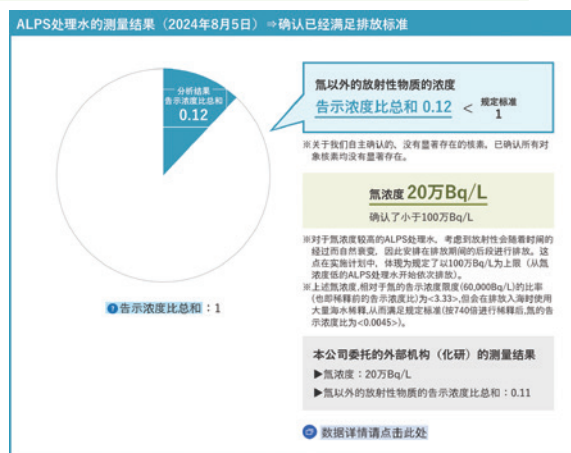 ALPS处理水的测量结果（2024年8月5日）⇒确认已经满足排放标准
分析结果
告示浓度比总和
0.12
❶告示浓度比总和：1
氚以外的放射性物质的浓度
告示浓度比总和 0.12 < 规定标准
1
※关于我们自主确认的，没有显著存在的核素，已确认所有对
象核素均没有显著存在。
氚浓度 20万Bq/L
确认了小于100万Bq/L
※对于氚浓度较高的ALPS处理水，考虑到放射性会随着时间的
经过而自然衰变，因此安排在排放期间的后段进行排放。这
点在实施计划中，体现为规定了以100万Bq/L为上限（从氚
浓度低的ALPS处理水开始依次排放）。
※上述氚浓度,相对于氚的告示浓度限度(60,000Bq/L)的比率
(也即稀释前的告示浓度比)为<3.33>,但会在排放入海时使用
大量海水稀释,从而满足规定标准(按740倍进行稀释后,氚的告
示浓度比为<0.0045>)。
本公司委托的外部机构（化研）的测量结果
▶氚浓度：20万Bq/L
▶氚以外的放射性物质的告示浓度比总和：0.11
数据详情请点击此处